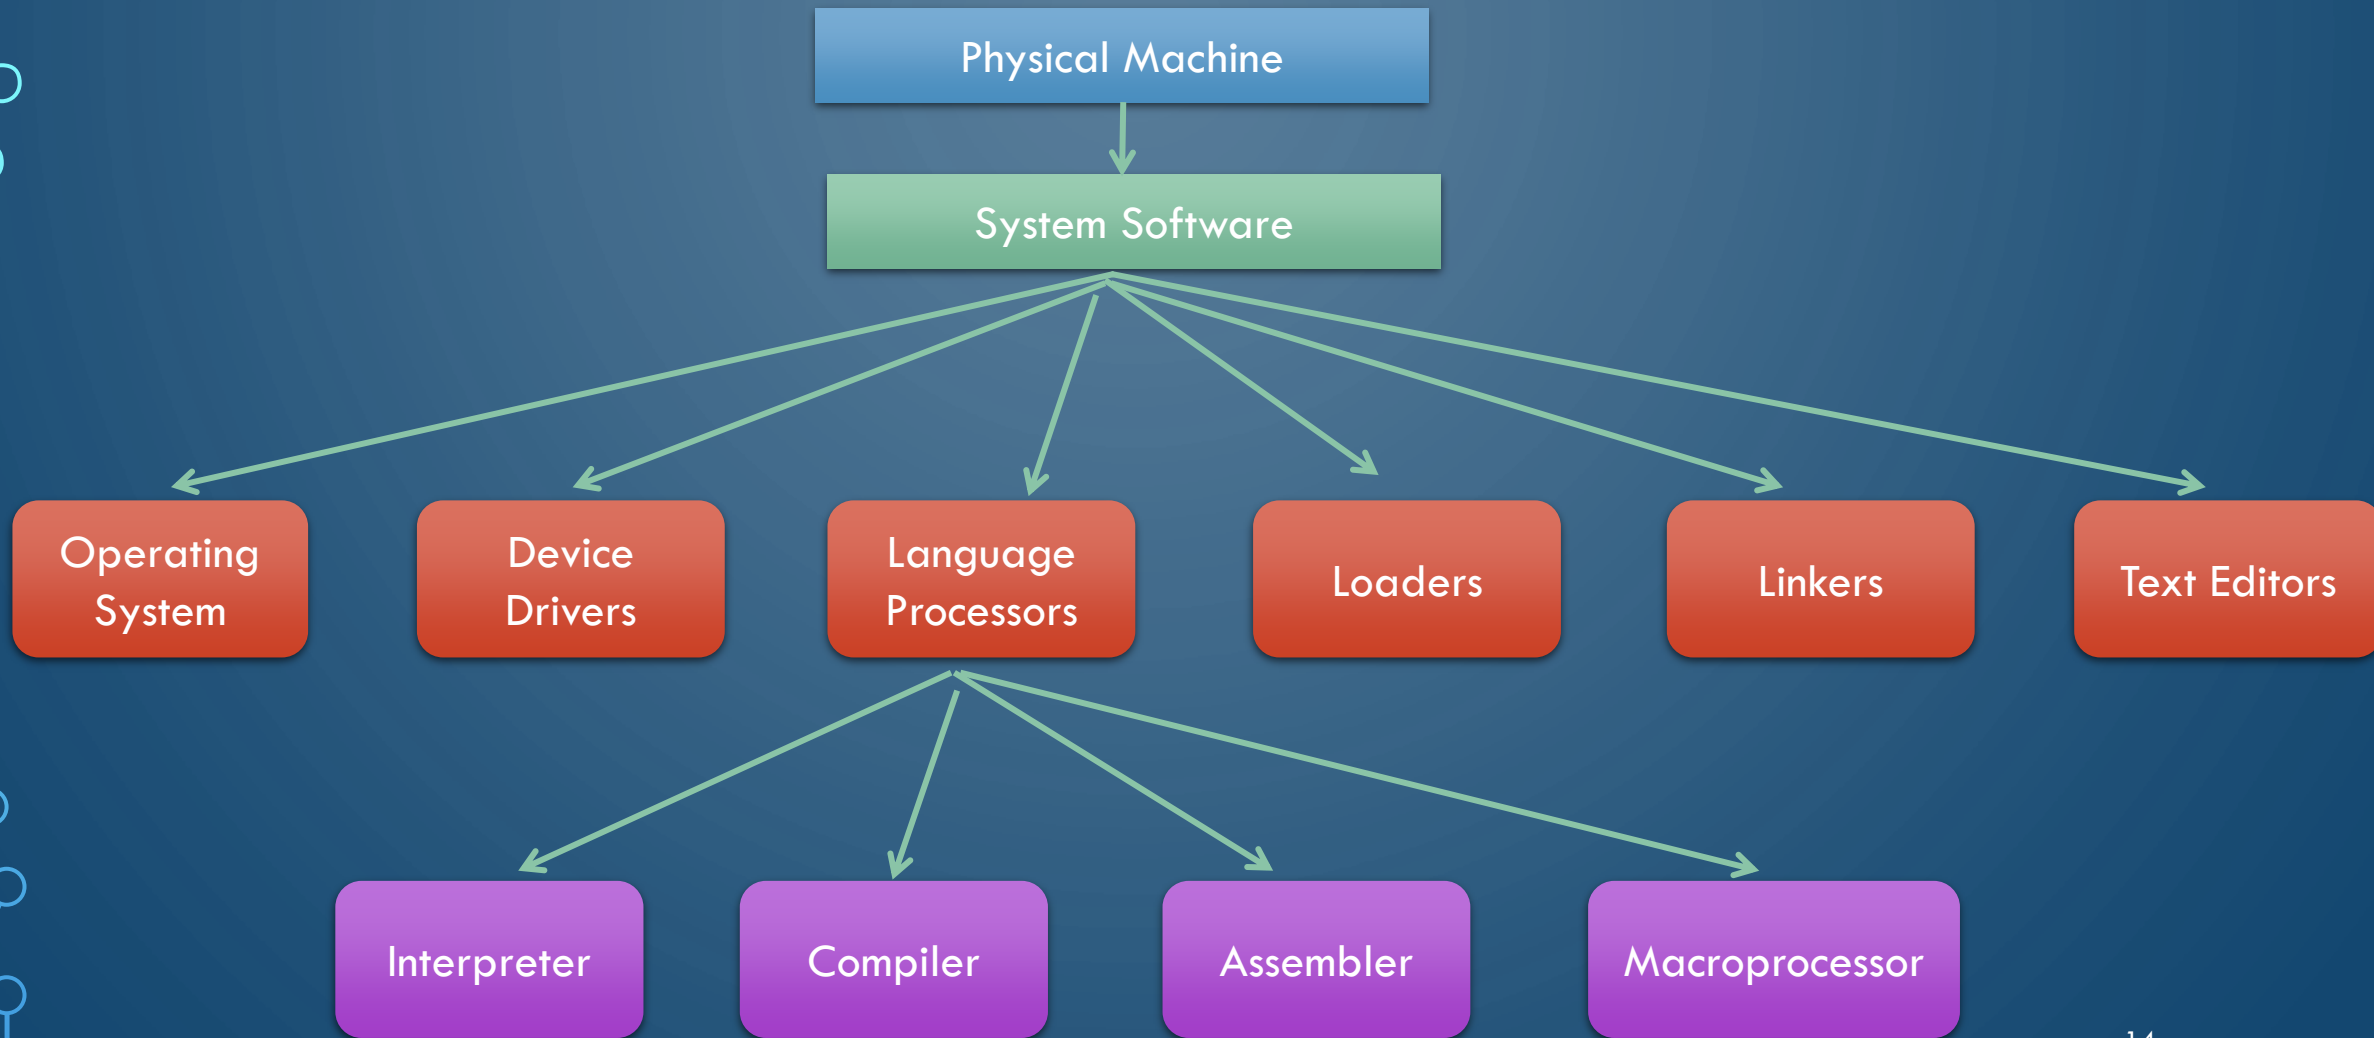 Physical Machine
System Software
Operating
System
Device
Drivers
Language
Processors
Loaders
Linkers
Text Editors
Interpreter
Compiler
Assembler
Macroprocessor